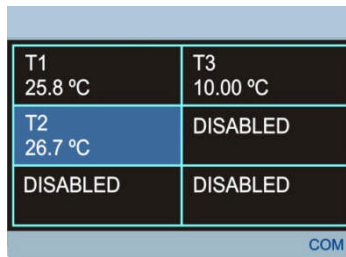 T1
25.8 ºC
T3
10.00 ºC
T2
26.7 ºC
DISABLED
DISABLED
DISABLED
COM